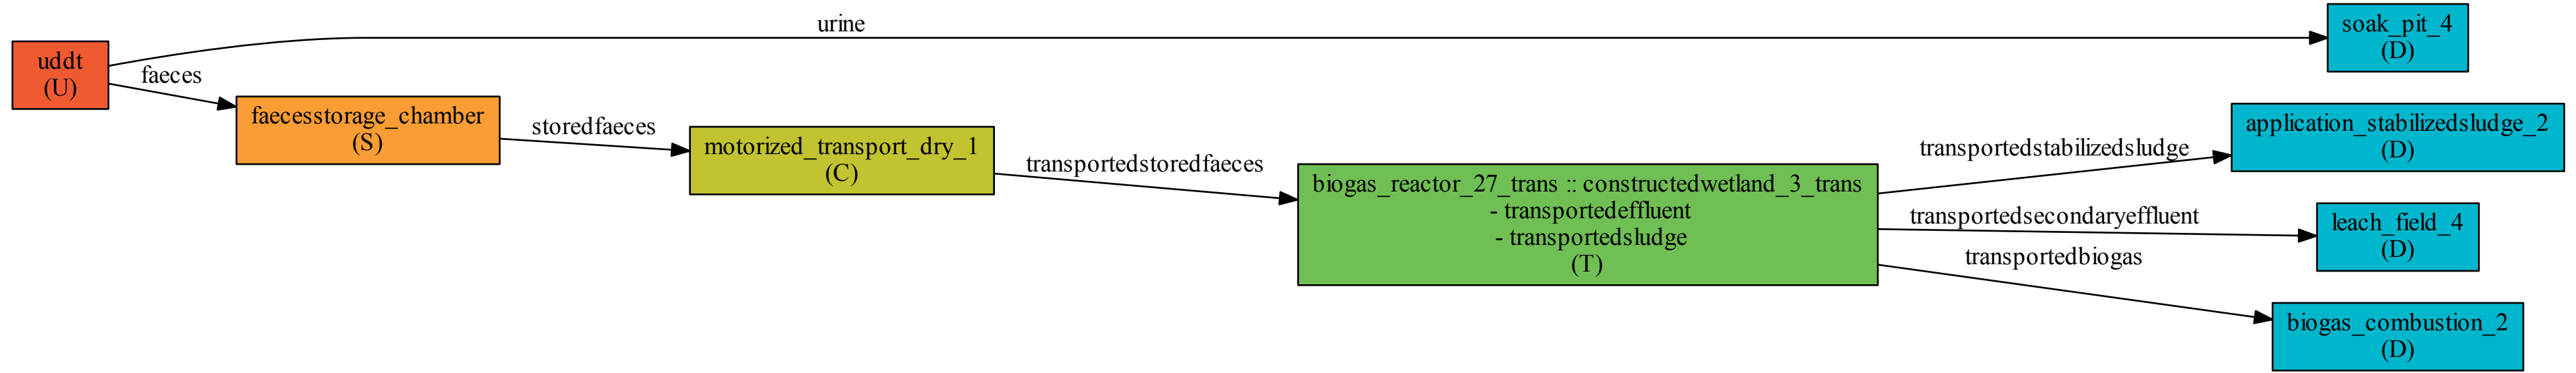 urine
soak_pit_4
(D)
uddt
(U)
faeces
faecesstorage_chamber
(S)
storedfaeces
motorized_transport_dry_1
(C)
transportedstoredfaeces
biogas_reactor_27_trans :: constructedwetland_3_trans
- transportedeffluent
- transportedsludge
(T)
transportedstabilizedsludge
application_stabilizedsludge_2
(D)
transportedsecondaryeffluent
leach_field_4
(D)
transportedbiogas
biogas_combustion_2
(D)